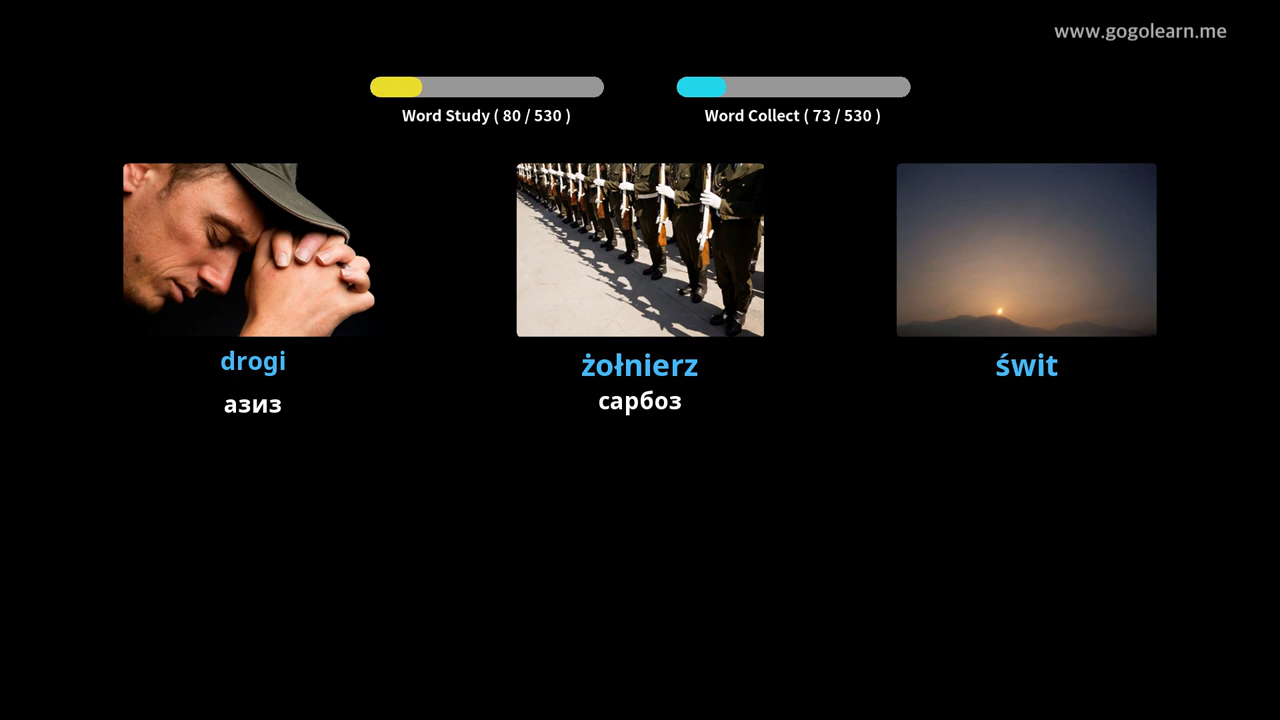 www.gogolearn.me
Word Study ( 80 / 530 )
Word Collect ( 73 / 530 )
drogi
азиз
żołnierz
сарбоз
świt